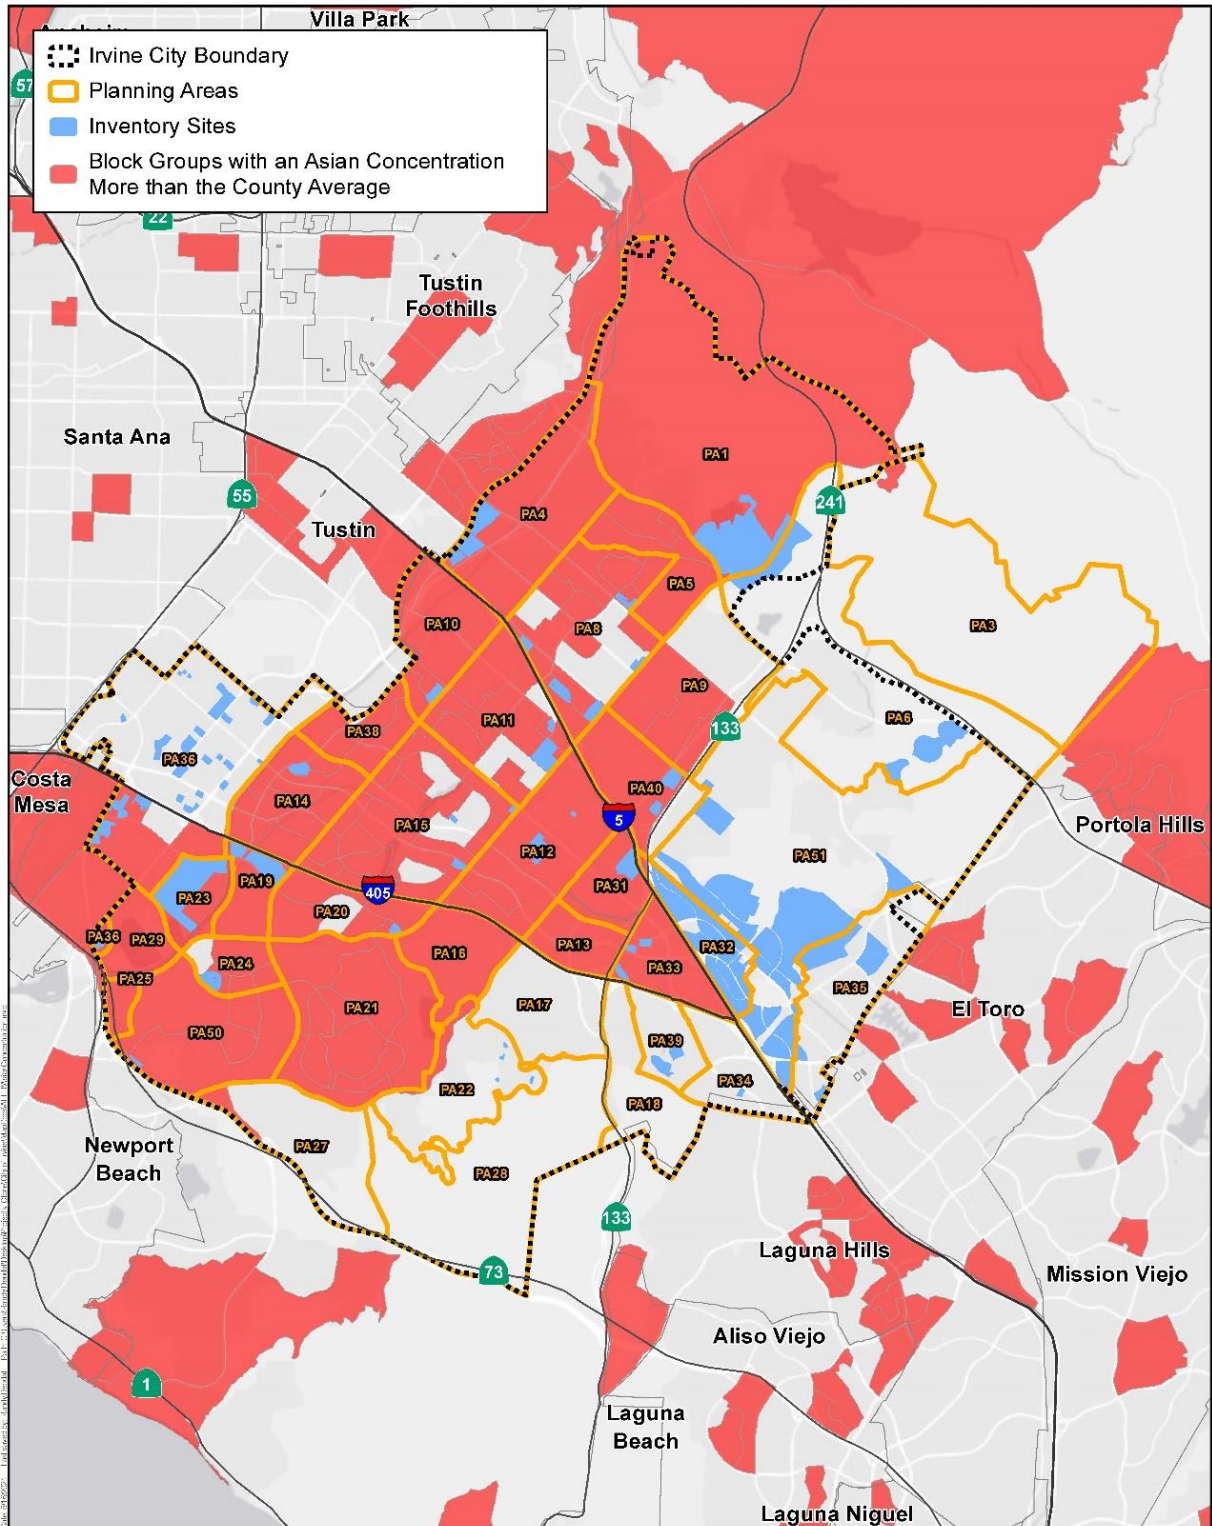 Villa Park
Irvine City Boundary
Planning Areas
Inventory Sites
Block Groups with an Asian Concentration
More than the County Average
57
22
Tustin
Foothills
Santa Ana
PA1
55
241
PA4
Tustin
PA5
PA10
PA8
PA3
PA9
PA11
PA6
PA38
133
PA36
Costa
Mesa
PA40
PA14
5
PA15
Portola Hills
PA12
PA51
PA19
PA31
405
PA23
PA20
PA36
PA29
PA13
PA32
PA16
PA24
PA33
PA25
PA35
PA17
PA21
El Toro
PA50
PA39
PA34
PA22
PA18
Newport
Beach
PA27
PA28
133
Laguna Hills
73
Mission Viejo
Aliso Viejo
1
Laguna
Beach
Laguna Niguel